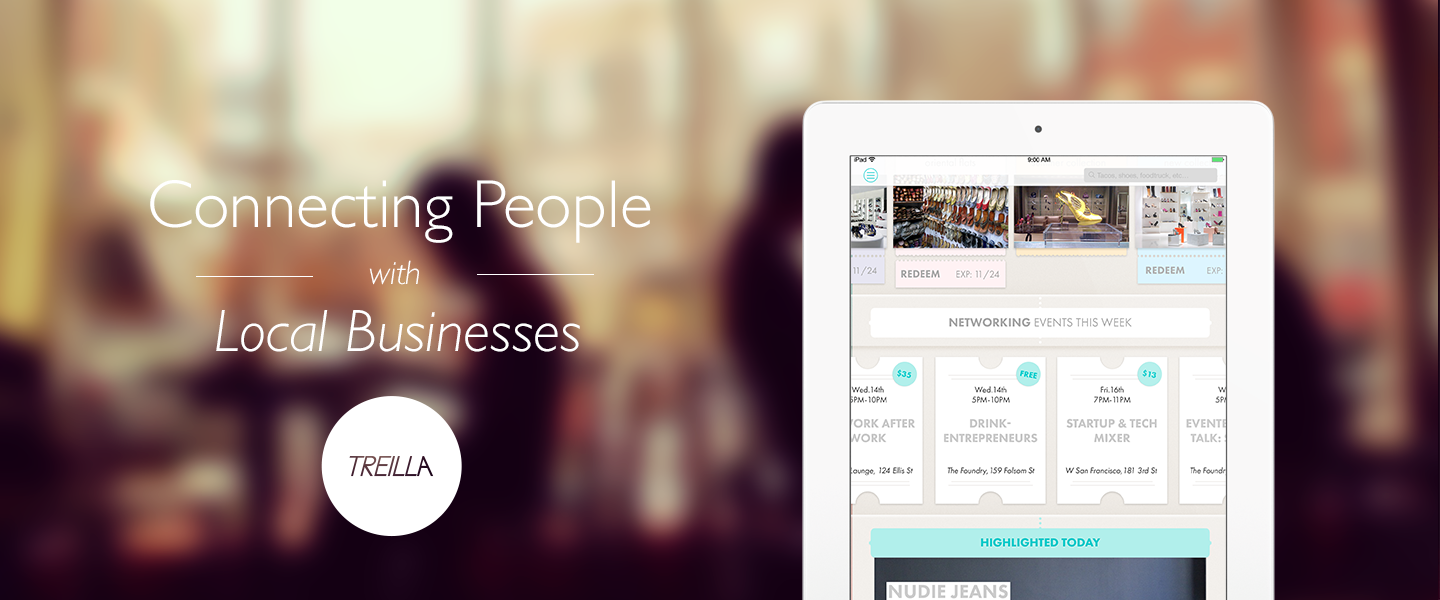 Connecting People
with
Local Businesses
TREILLA
iPad
9:00 AM
Tacos, shoes, foodtruck, etc...
11/24
REDEEM EXP: 11/24
REDEEM EXP:
NETWORKING EVENTS THIS WEEK
$35
Wed.14th
5PM-10PM
WORK AFTER
WORK
Lounge, 124 Ellis St
FREE
Wed.14th
5PM-10PM
DRINK-
ENTREPRENEURS
The Foundry, 159 Folsom St
$13
Fri.16th
7PM-11PM
STARTUP & TECH
MIXER
W San Francisco, 181 3rd St
W
5P
EVENTB
TALK: S
The Foundr
HIGHLIGHTED TODAY
NUDIE JEANS